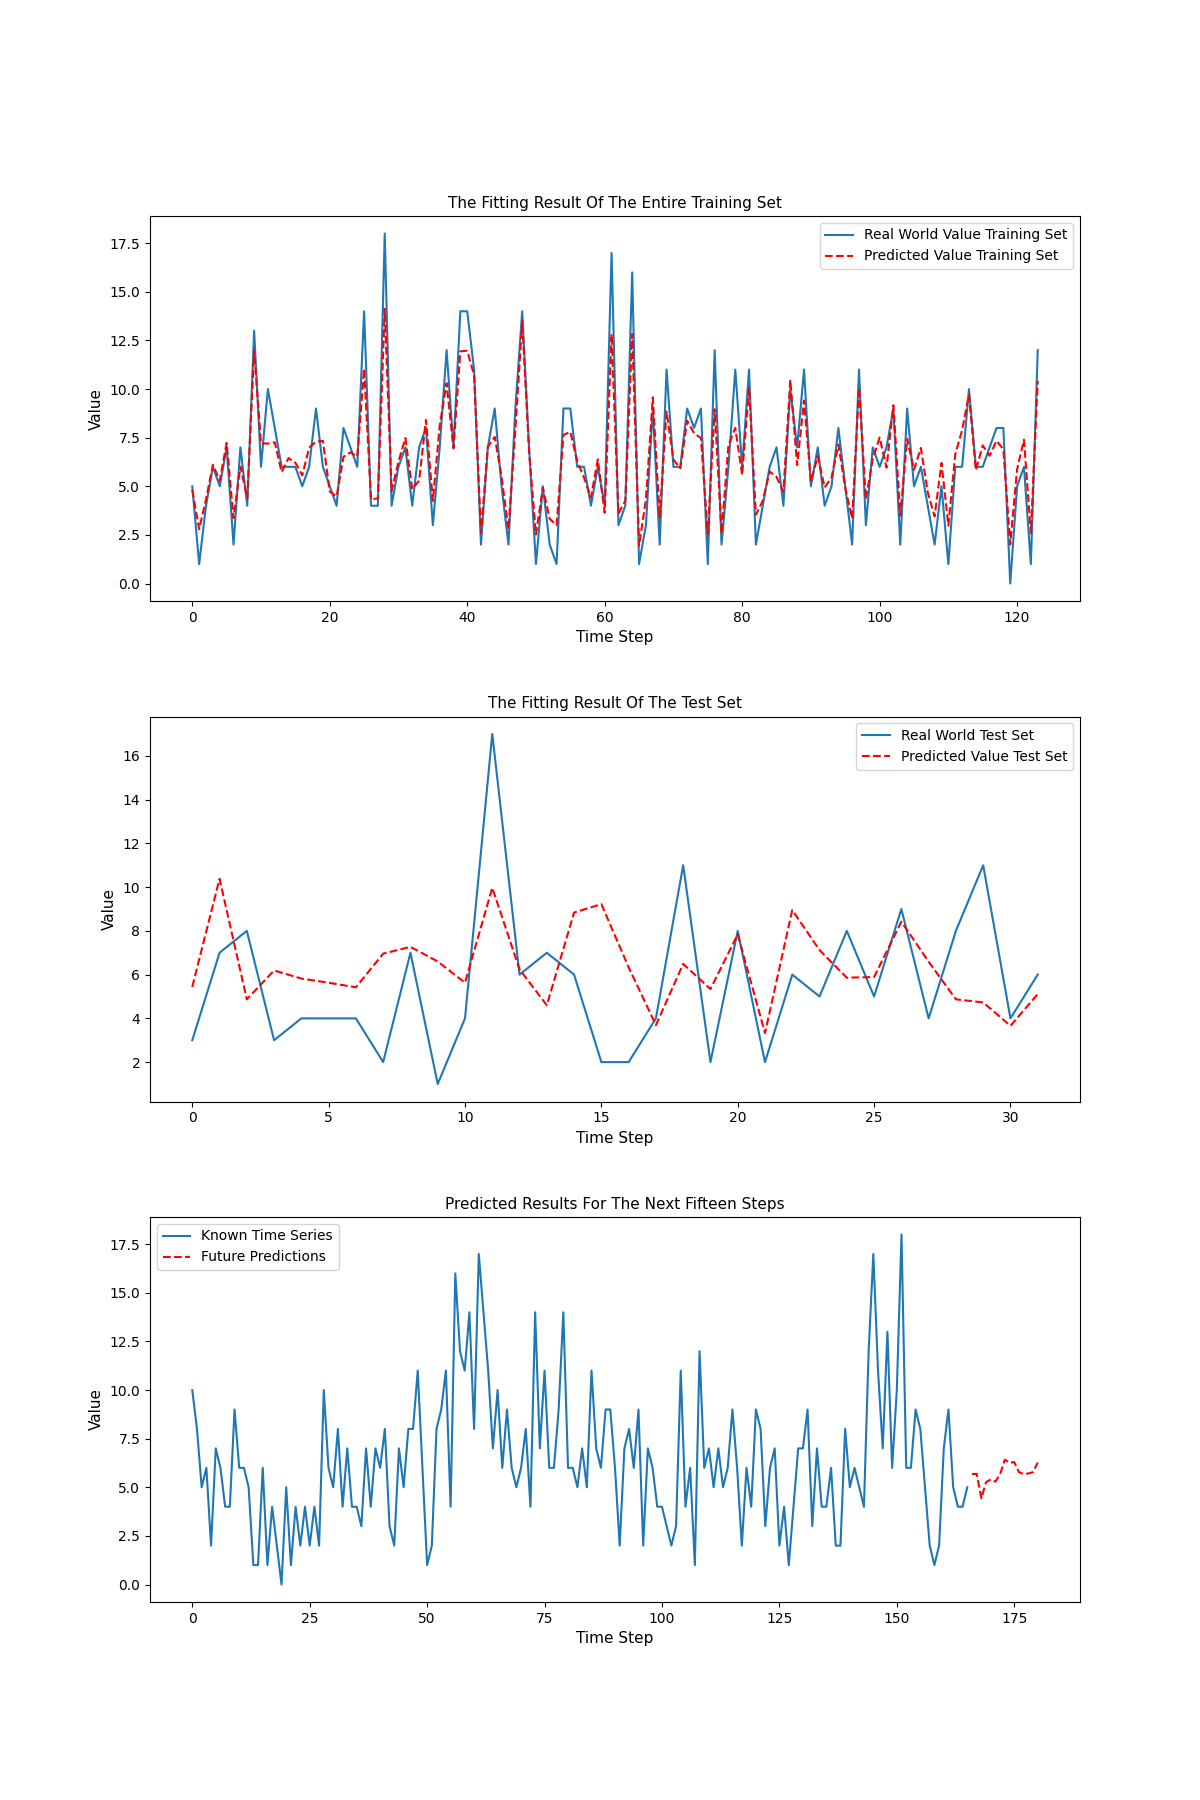 The Fitting Result Of The Entire Training Set
Real World Value Training Set
Predicted Value Training Set
Value
17.5
15.0
12.5
10.0
7.5
5.0
2.5
0.0
0 20 40 60 80 100 120
Time Step
The Fitting Result Of The Test Set
Real World Test Set
Predicted Value Test Set
Value
16
14
12
10
8
6
4
2
0 5 10 15 20 25 30
Time Step
Predicted Results For The Next Fifteen Steps
Known Time Series
Future Predictions
Value
17.5
15.0
12.5
10.0
7.5
5.0
2.5
0.0
0 25 50 75 100 125 150 175
Time Step